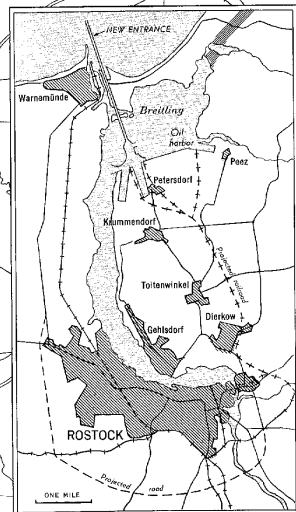 NEW ENTRANCE
Warnemünde
Breitling
Oil
harbor
Peez
Petersdorf
Krummendorf
Projected railroad
Toitenwinkel
Gehlsdorf
Dierkow
ROSTOCK
Projected road
ONE MILE